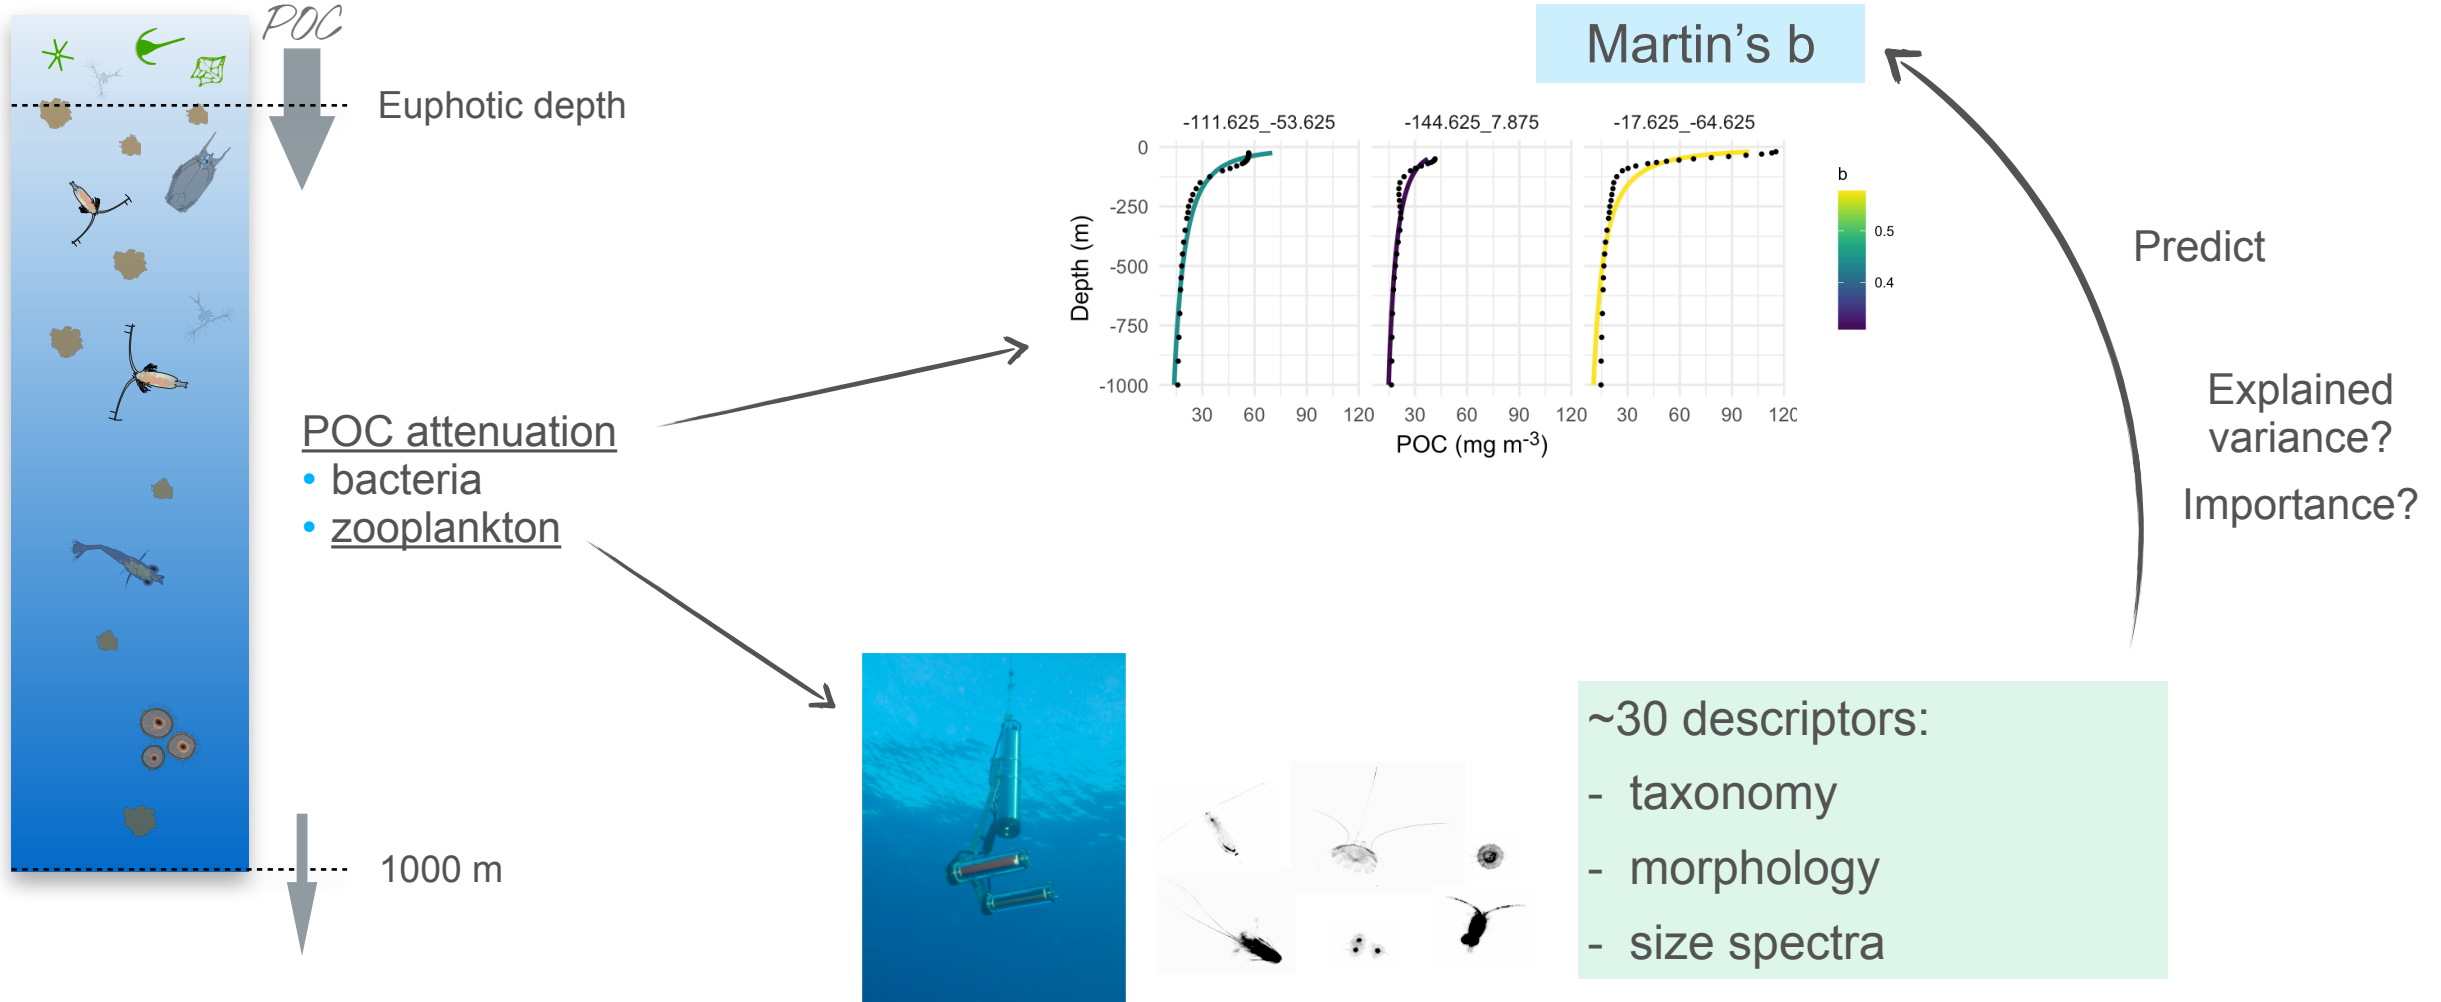 POC
Euphotic depth
POC attenuation
• bacteria
• zooplankton
1000 m
Martin’s b
-111.625_-53.625
-144.625_7.875
-17.625_-64.625
0
-250
-500
-750
-1000
Depth (m)
30 60 90 120
30 60 90 120
30 60 90 120
POC (mg m-3)
b
0.5
0.4
Predict
Explained
variance?
Importance?
~30 descriptors:
- taxonomy
- morphology
- size spectra